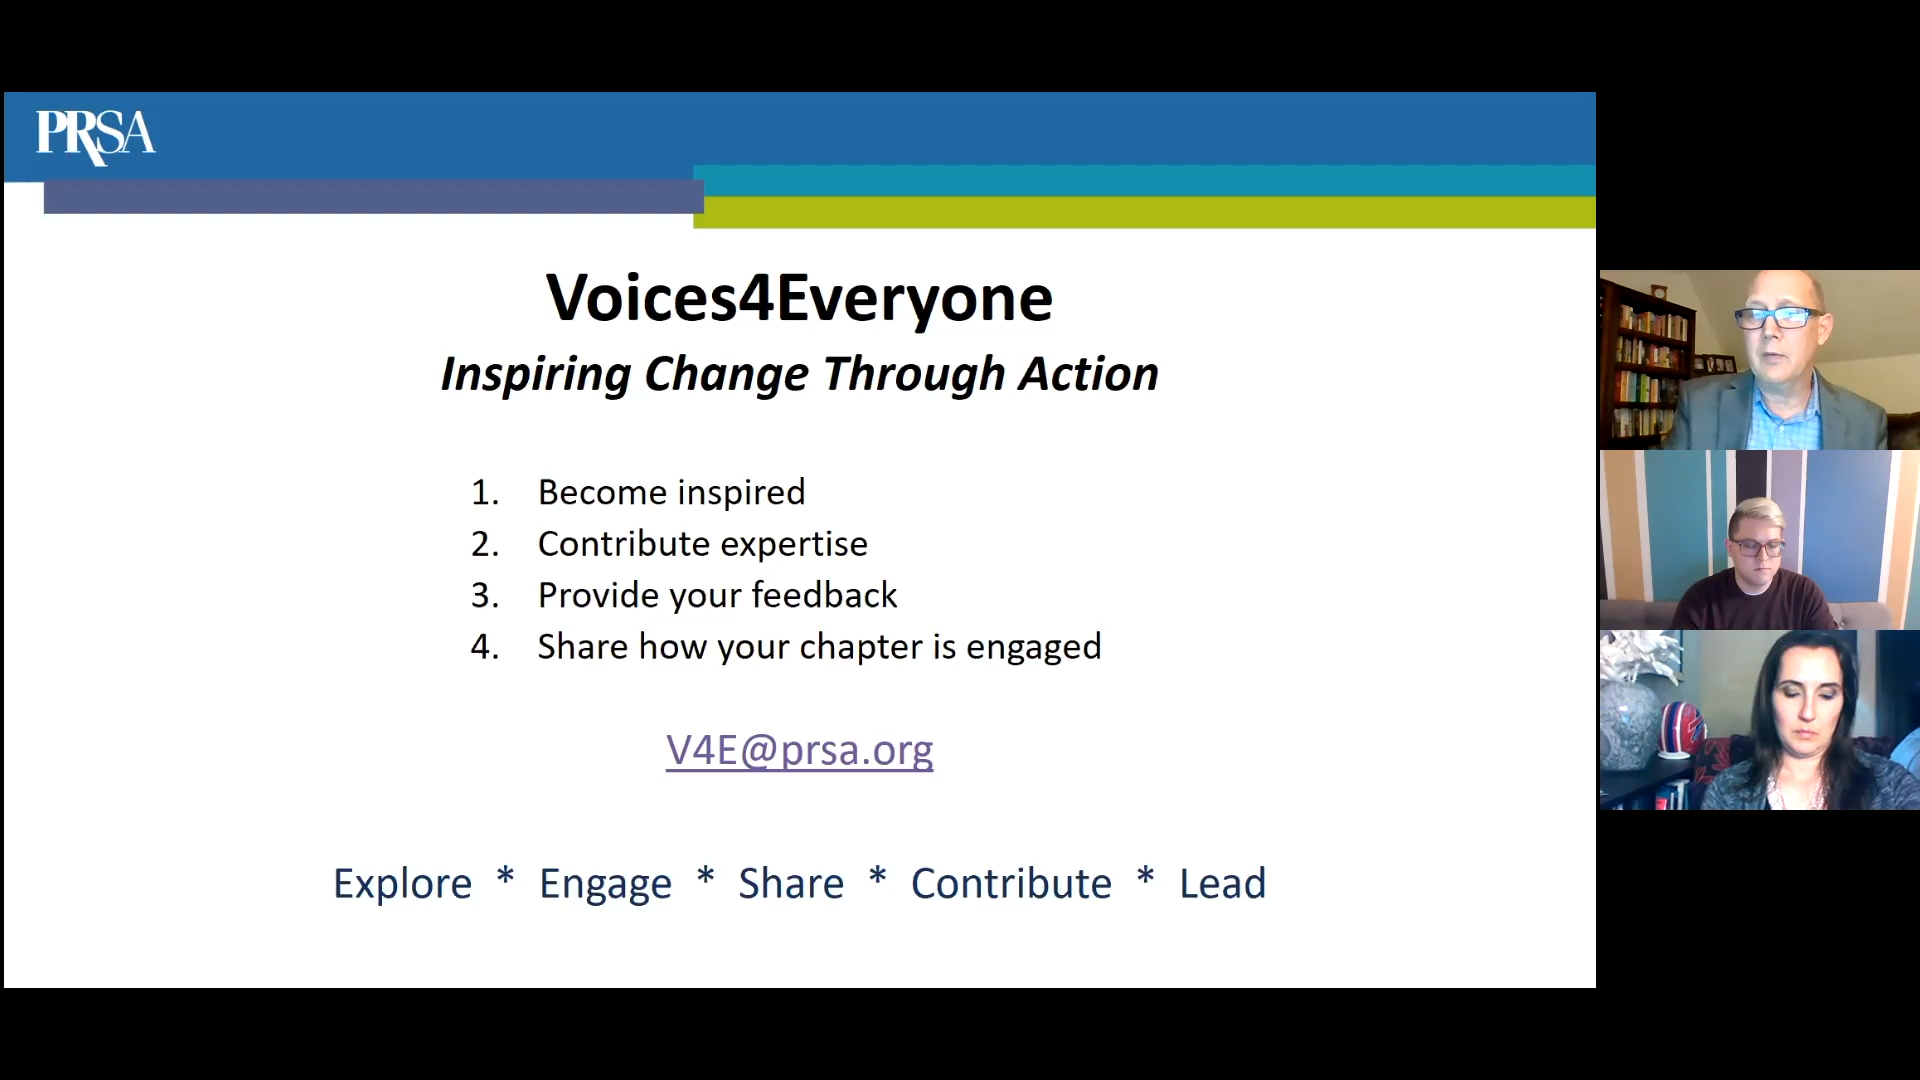 PRSA
Voices4Everyone
Inspiring Change Through Action
1. Become inspired
2. Contribute expertise
3. Provide your feedback
4. Share how your chapter is engaged
V4E@prsa.org
Explore * Engage * Share * Contribute * Lead